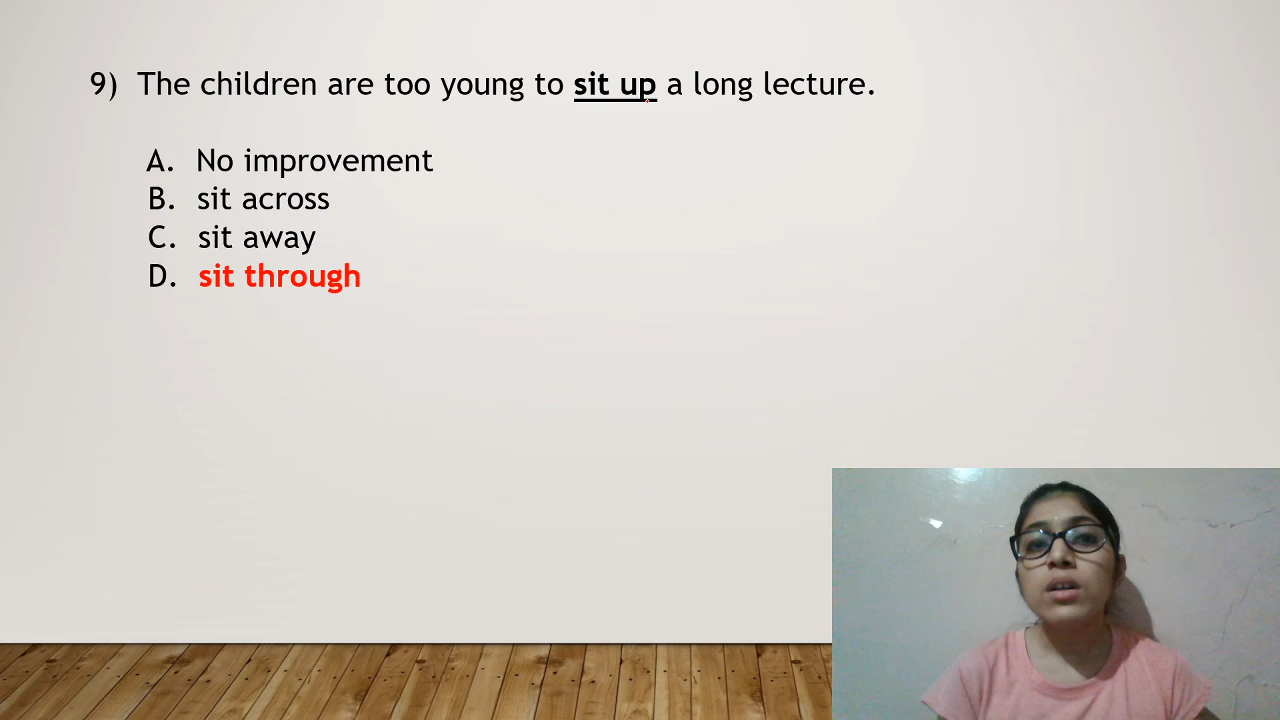 9) The children are too young to sit up a long lecture.
A. No improvement
B. sit across
C. sit away
D. sit through